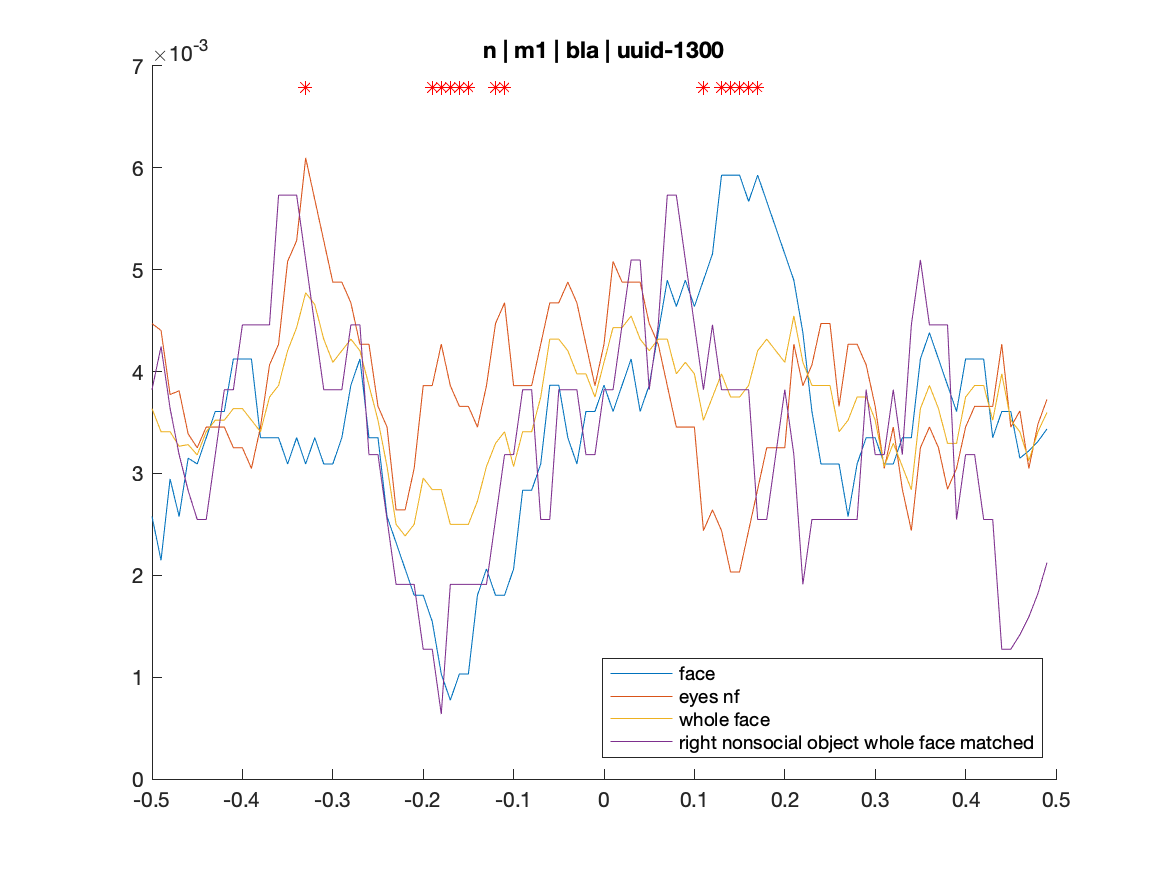 n | m1 | bla | uuid-1300
×10⁻³
7
6
5
4
3
2
1
0
-0.5 -0.4 -0.3 -0.2 -0.1 0 0.1 0.2 0.3 0.4 0.5
face
eyes nf
whole face
right nonsocial object whole face matched